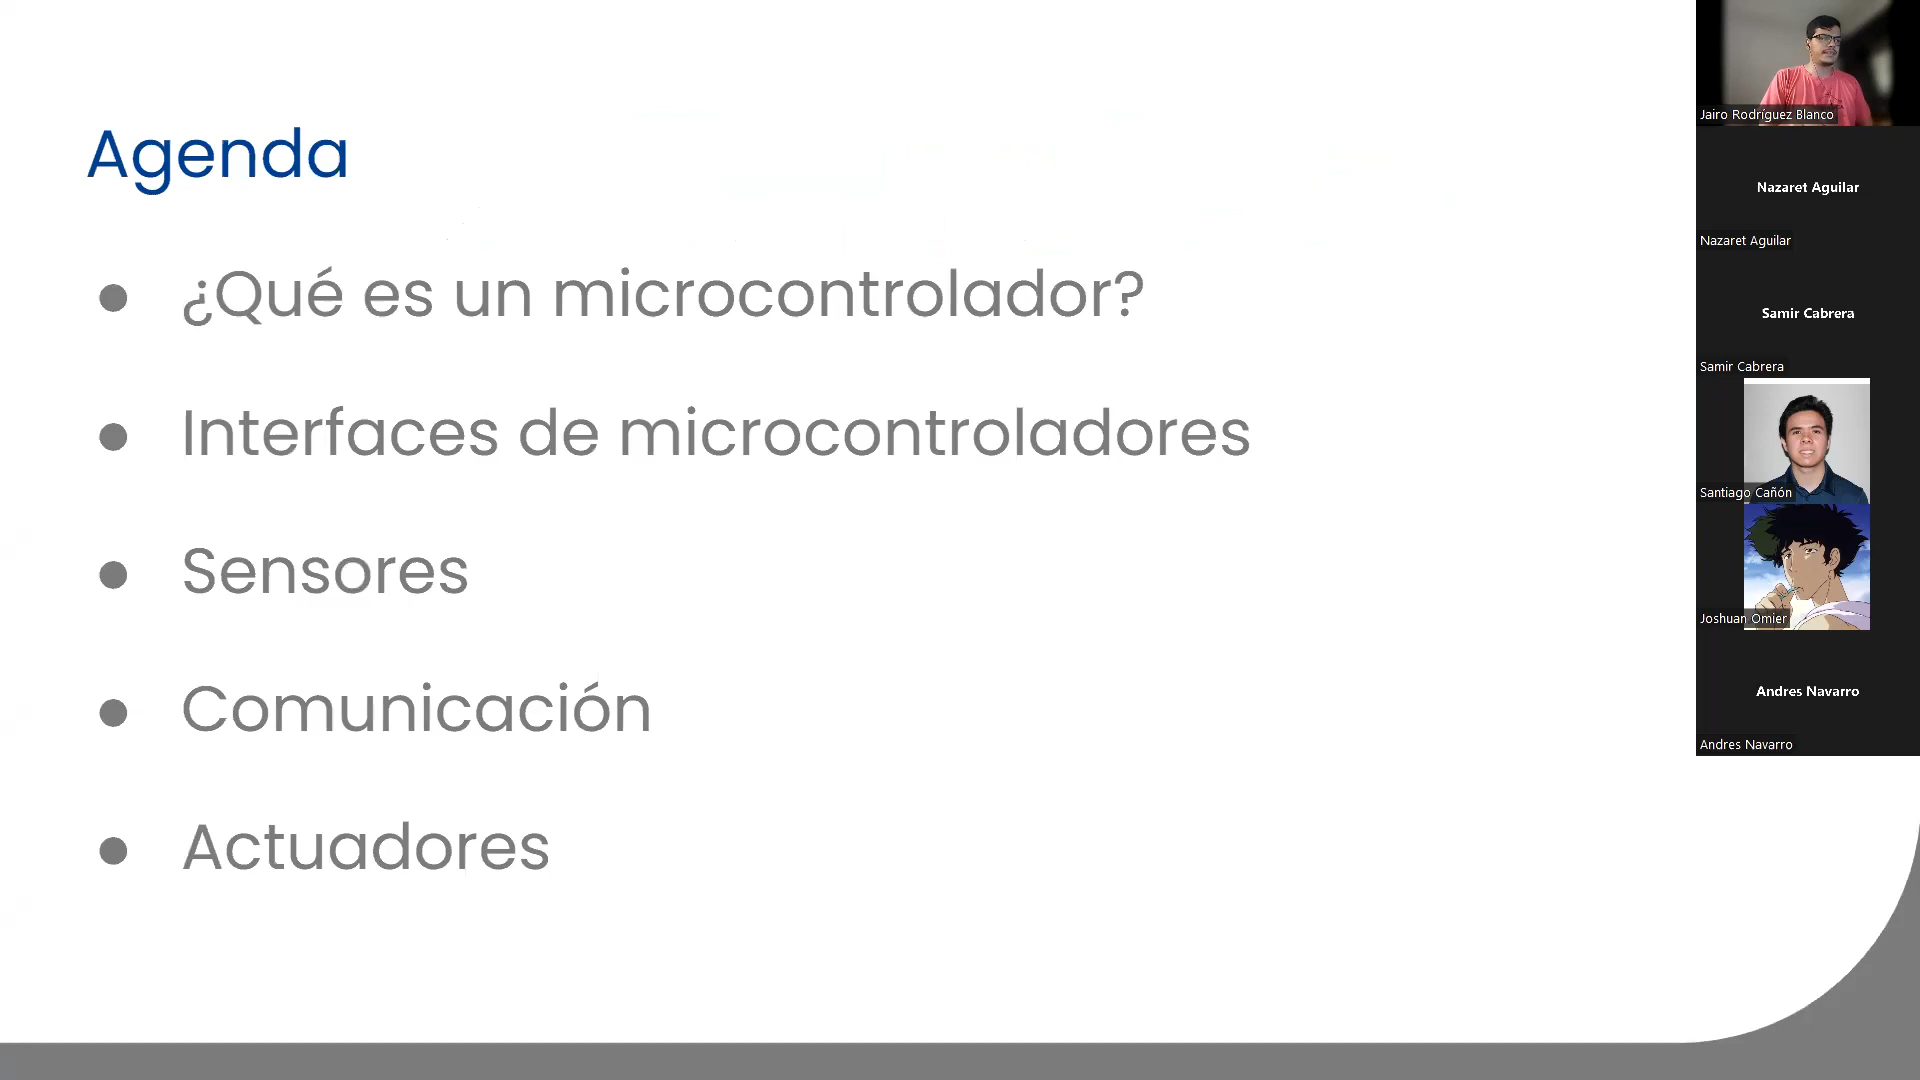 Agenda
● ¿Qué es un microcontrolador?
● Interfaces de microcontroladores
● Sensores
● Comunicación
● Actuadores
Jairo Rodríguez Blanco
Nazaret Aguilar
Nazaret Aguilar
Samir Cabrera
Samir Cabrera
Santiago Cañón
Joshuan Omier
Andres Navarro
Andres Navarro